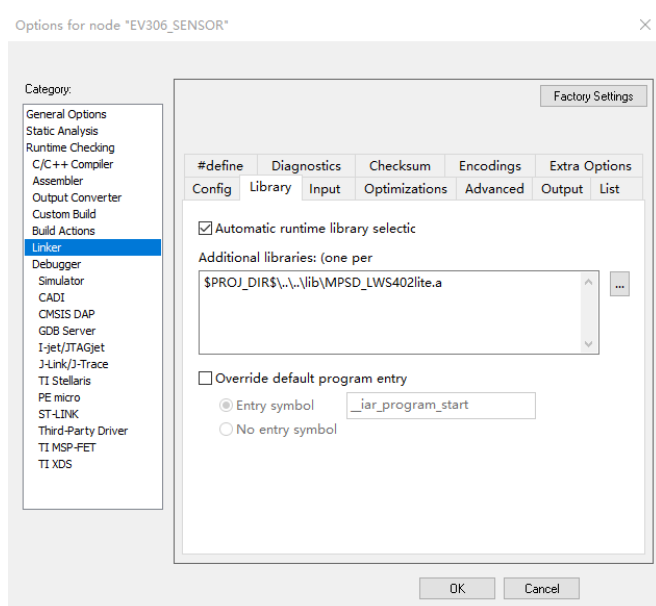 Options for node "EV306_SENSOR"
Category:
Factory Settings
General Options
Static Analysis
Runtime Checking
C/C++ Compiler
Assembler
Output Converter
Custom Build
Build Actions
Linker
Debugger
Simulator
CADI
CMSIS DAP
GDB Server
I-jet/JTAGjet
J-Link/J-Trace
TI Stellaris
PE micro
ST-LINK
Third-Party Driver
TI MSP-FET
TI XDS
#define Diagnostics Checksum Encodings Extra Options
Config Library Input Optimizations Advanced Output List
Automatic runtime library selectic
Additional libraries: (one per
$PROJ_DIR$\..\..\lib\MPSD_LWS402lite.a
...
Override default program entry
Entry symbol __iar_program_start
No entry symbol
OK Cancel